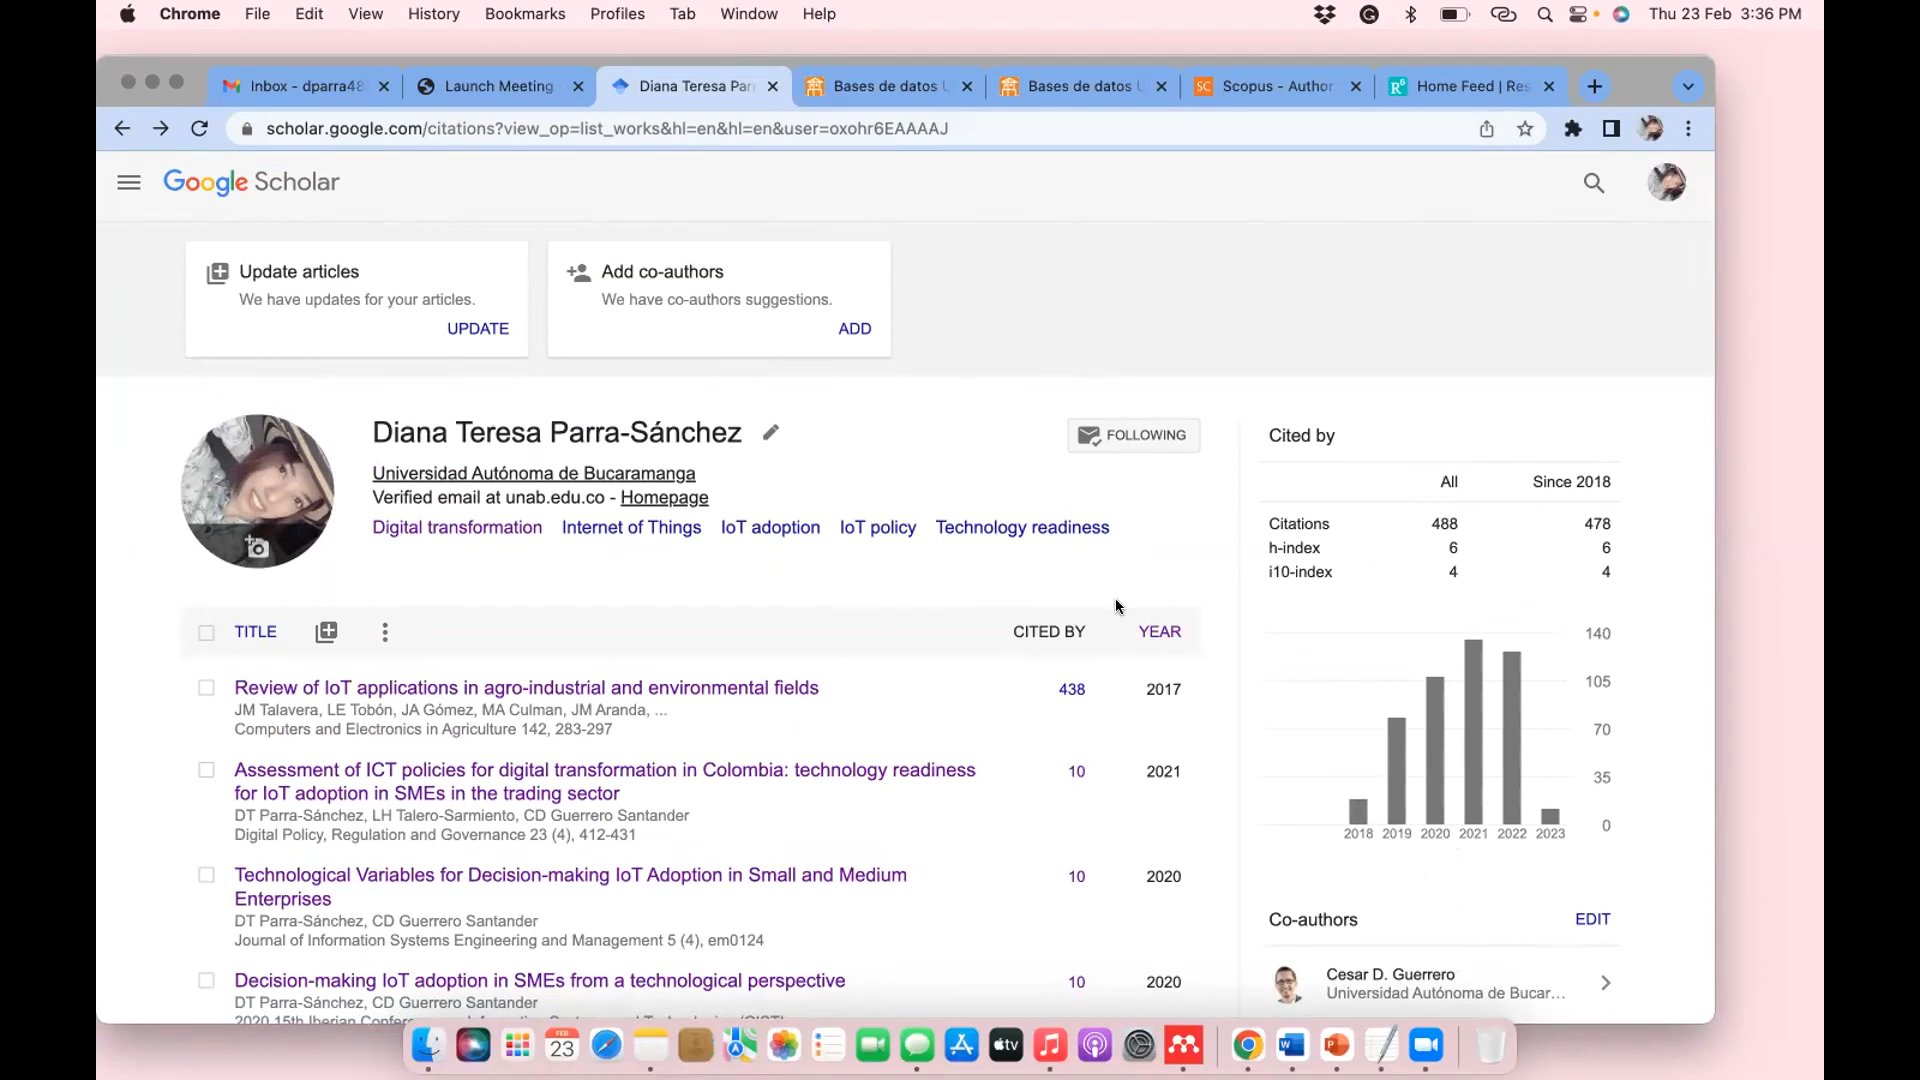 Chrome File Edit View History Bookmarks Profiles Tab Window Help Thu 23 Feb 3:36 PM
Inbox - dparra48 Launch Meeting Diana Teresa Par Bases de datos U Bases de datos U Scopus - Author Home Feed | Res
scholar.google.com/citations?view_op=list_works&hl=en&hl=en&user=oxohr6EAAAAJ
Google Scholar
Update articles
We have updates for your articles.
UPDATE
Add co-authors
We have co-authors suggestions.
ADD
Diana Teresa Parra-Sánchez
FOLLOWING
Universidad Autónoma de Bucaramanga
Verified email at unab.edu.co - Homepage
Digital transformation Internet of Things IoT adoption IoT policy Technology readiness
TITLE CITED BY YEAR
Review of IoT applications in agro-industrial and environmental fields 438 2017
JM Talavera, LE Tobón, JA Gómez, MA Culman, JM Aranda, ...
Computers and Electronics in Agriculture 142, 283-297
Assessment of ICT policies for digital transformation in Colombia: technology readiness 10 2021
for IoT adoption in SMEs in the trading sector
DT Parra-Sánchez, LH Talero-Sarmiento, CD Guerrero Santander
Digital Policy, Regulation and Governance 23 (4), 412-431
Technological Variables for Decision-making IoT Adoption in Small and Medium 10 2020
Enterprises
DT Parra-Sánchez, CD Guerrero Santander
Journal of Information Systems Engineering and Management 5 (4), em0124
Decision-making IoT adoption in SMEs from a technological perspective 10 2020
DT Parra-Sánchez, CD Guerrero Santander
2020 15th Iberian
Cited by
All Since 2018
Citations 488 478
h-index 6 6
i10-index 4 4
140
105
70
35
0
2018 2019 2020 2021 2022 2023
Co-authors EDIT
Cesar D. Guerrero
Universidad Autónoma de Bucar...
FEB
23
tv